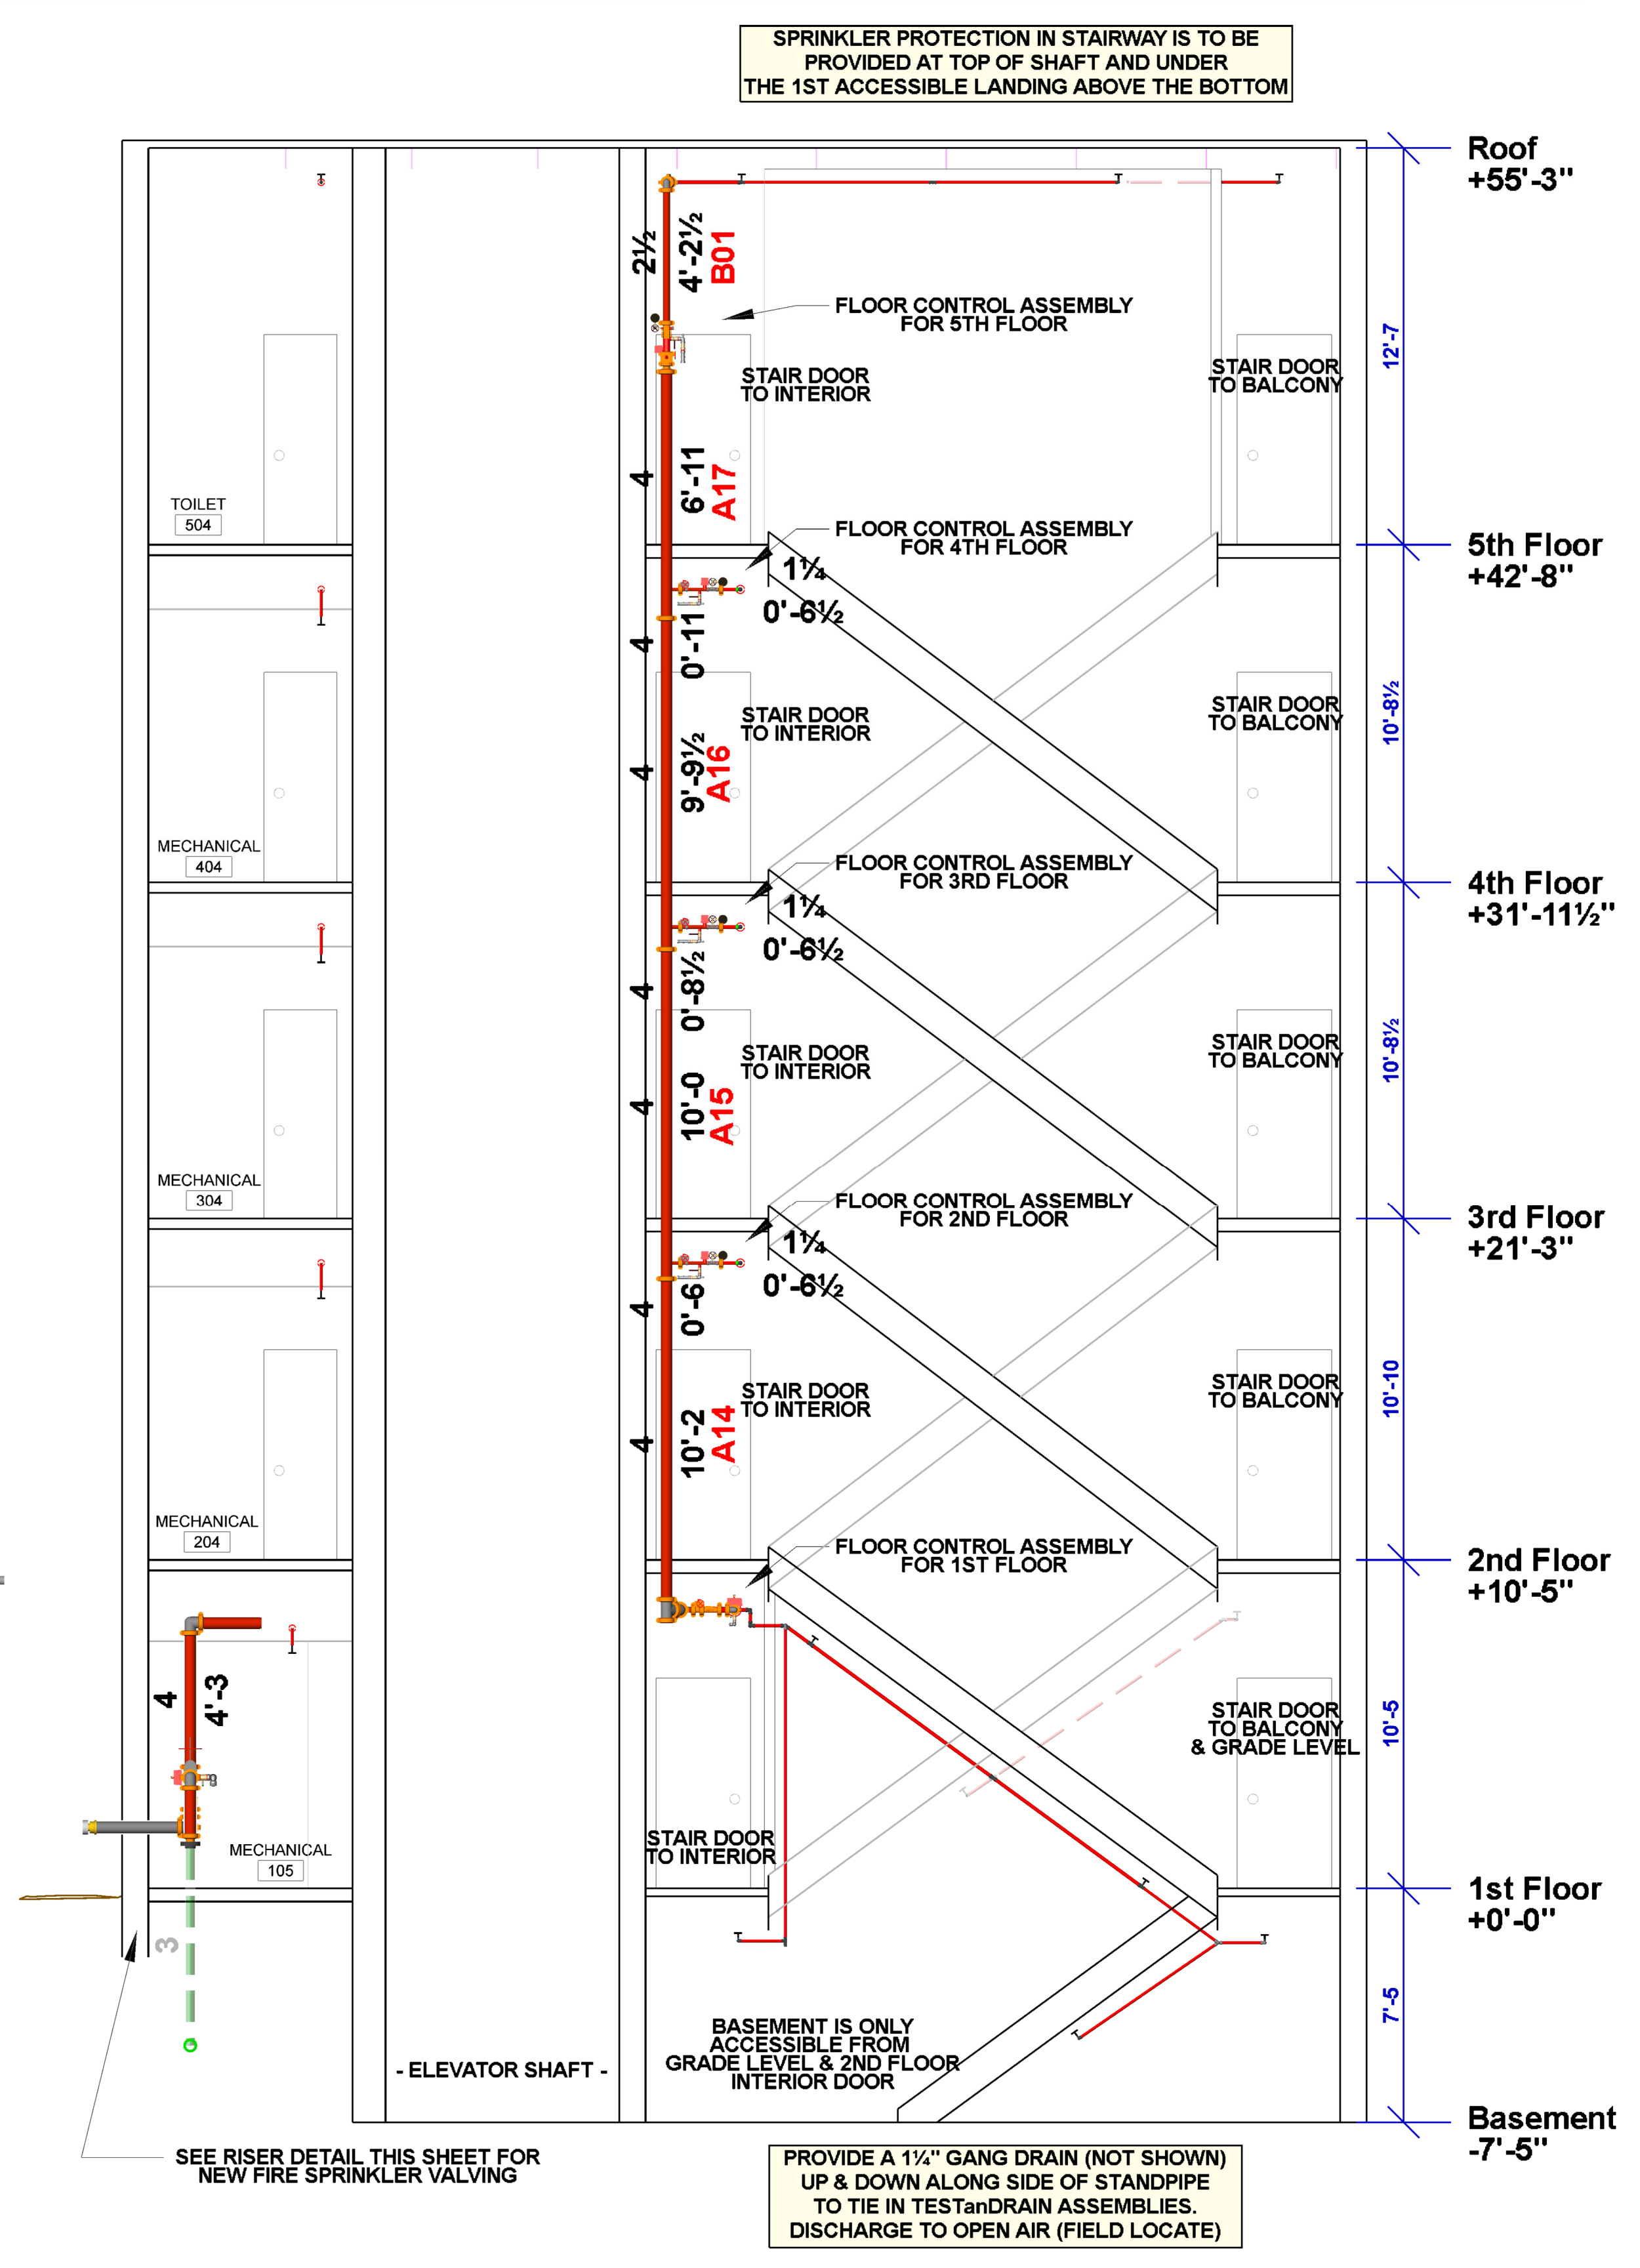 SPRINKLER PROTECTION IN STAIRWAY IS TO BE
PROVIDED AT TOP OF SHAFT AND UNDER
THE 1ST ACCESSIBLE LANDING ABOVE THE BOTTOM
Roof
+55'-3"
2½
4'-2½
B01
FLOOR CONTROL ASSEMBLY
FOR 5TH FLOOR
12'-7
STAIR DOOR
TO INTERIOR
STAIR DOOR
TO BALCONY
4
6'-11
A17
TOILET
504
FLOOR CONTROL ASSEMBLY
FOR 4TH FLOOR
5th Floor
+42'-8"
1¼
0'-6½
4
0'-11
STAIR DOOR
TO INTERIOR
STAIR DOOR
TO BALCONY
10'-8½
4
9'-9½
A16
MECHANICAL
404
FLOOR CONTROL ASSEMBLY
FOR 3RD FLOOR
4th Floor
+31'-11½"
1¼
0'-6½
4
0'-8½
STAIR DOOR
TO INTERIOR
STAIR DOOR
TO BALCONY
10'-8½
4
10'-0
A15
MECHANICAL
304
FLOOR CONTROL ASSEMBLY
FOR 2ND FLOOR
3rd Floor
+21'-3"
1¼
0'-6½
4
0'-6
STAIR DOOR
TO INTERIOR
STAIR DOOR
TO BALCONY
10'-10
4
10'-2
A14
MECHANICAL
204
FLOOR CONTROL ASSEMBLY
FOR 1ST FLOOR
2nd Floor
+10'-5"
4
4'-3
STAIR DOOR
TO BALCONY
& GRADE LEVEL
10'-5
STAIR DOOR
TO INTERIOR
MECHANICAL
105
1st Floor
+0'-0"
3
7'-5
BASEMENT IS ONLY
ACCESSIBLE FROM
GRADE LEVEL & 2ND FLOOR
INTERIOR DOOR
- ELEVATOR SHAFT -
Basement
-7'-5"
SEE RISER DETAIL THIS SHEET FOR
NEW FIRE SPRINKLER VALVING
PROVIDE A 1¼" GANG DRAIN (NOT SHOWN)
UP & DOWN ALONG SIDE OF STANDPIPE
TO TIE IN TESTanDRAIN ASSEMBLIES.
DISCHARGE TO OPEN AIR (FIELD LOCATE)